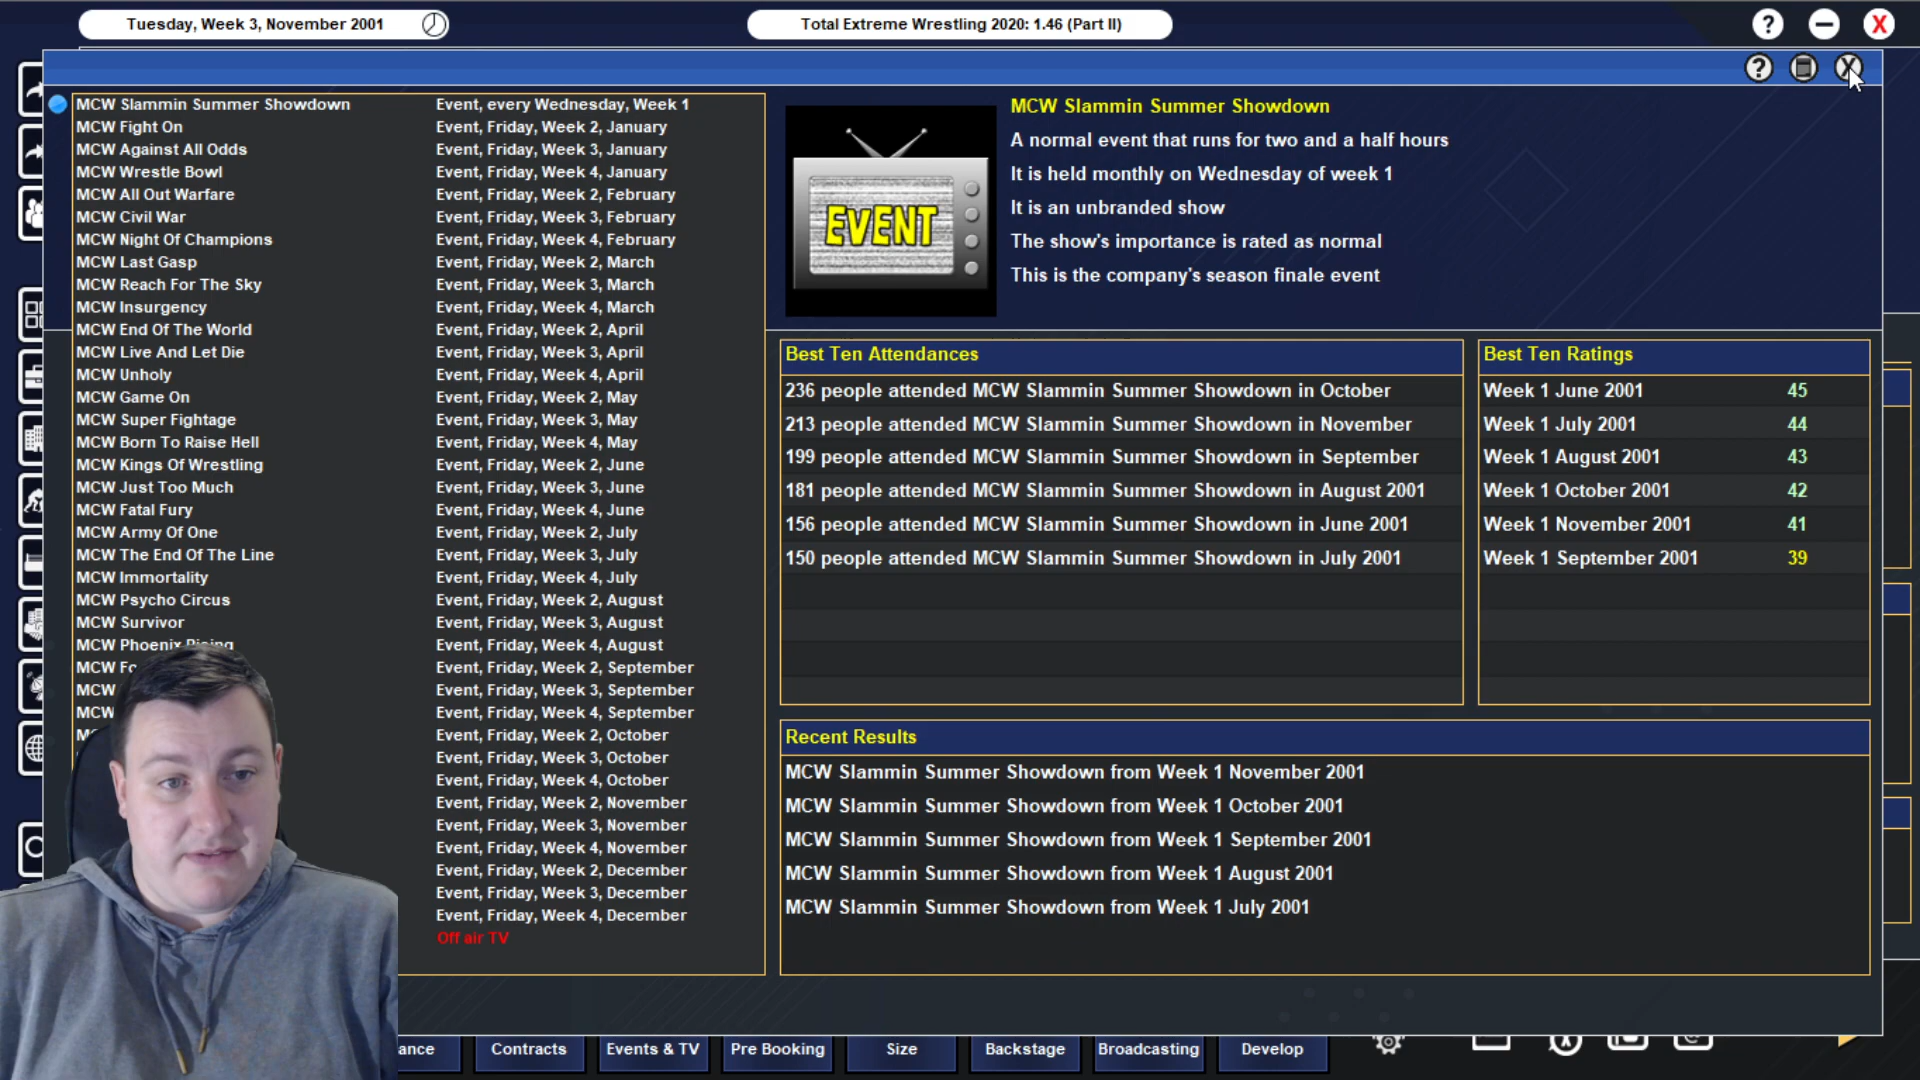 Tuesday, Week 3, November 2001
Total Extreme Wrestling 2020: 1.46 (Part II)
? X
? X
MCW Slammin Summer Showdown Event, every Wednesday, Week 1
MCW Fight On Event, Friday, Week 2, January
MCW Against All Odds Event, Friday, Week 3, January
MCW Wrestle Bowl Event, Friday, Week 4, January
MCW All Out Warfare Event, Friday, Week 2, February
MCW Civil War Event, Friday, Week 3, February
MCW Night Of Champions Event, Friday, Week 4, February
MCW Last Gasp Event, Friday, Week 2, March
MCW Reach For The Sky Event, Friday, Week 3, March
MCW Insurgency Event, Friday, Week 4, March
MCW End Of The World Event, Friday, Week 2, April
MCW Live And Let Die Event, Friday, Week 3, April
MCW Unholy Event, Friday, Week 4, April
MCW Game On Event, Friday, Week 2, May
MCW Super Fightage Event, Friday, Week 3, May
MCW Born To Raise Hell Event, Friday, Week 4, May
MCW Kings Of Wrestling Event, Friday, Week 2, June
MCW Just Too Much Event, Friday, Week 3, June
MCW Fatal Fury Event, Friday, Week 4, June
MCW Army Of One Event, Friday, Week 2, July
MCW The End Of The Line Event, Friday, Week 3, July
MCW Immortality Event, Friday, Week 4, July
MCW Psycho Circus Event, Friday, Week 2, August
MCW Survivor Event, Friday, Week 3, August
MCW Phoenix Rising Event, Friday, Week 4, August
MCW Event, Friday, Week 2, September
MCW Event, Friday, Week 3, September
MCW Event, Friday, Week 4, September
Event, Friday, Week 2, October
Event, Friday, Week 3, October
Event, Friday, Week 4, October
Event, Friday, Week 2, November
Event, Friday, Week 3, November
Event, Friday, Week 4, November
Event, Friday, Week 2, December
Event, Friday, Week 3, December
Event, Friday, Week 4, December
Off air TV
EVENT
MCW Slammin Summer Showdown
A normal event that runs for two and a half hours
It is held monthly on Wednesday of week 1
It is an unbranded show
The show's importance is rated as normal
This is the company's season finale event
Best Ten Attendances
236 people attended MCW Slammin Summer Showdown in October
213 people attended MCW Slammin Summer Showdown in November
199 people attended MCW Slammin Summer Showdown in September
181 people attended MCW Slammin Summer Showdown in August 2001
156 people attended MCW Slammin Summer Showdown in June 2001
150 people attended MCW Slammin Summer Showdown in July 2001
Best Ten Ratings
Week 1 June 2001 45
Week 1 July 2001 44
Week 1 August 2001 43
Week 1 October 2001 42
Week 1 November 2001 41
Week 1 September 2001 39
Recent Results
MCW Slammin Summer Showdown from Week 1 November 2001
MCW Slammin Summer Showdown from Week 1 October 2001
MCW Slammin Summer Showdown from Week 1 September 2001
MCW Slammin Summer Showdown from Week 1 August 2001
MCW Slammin Summer Showdown from Week 1 July 2001
Contracts
Events & TV
Pre Booking
Size
Backstage
Broadcasting
Develop